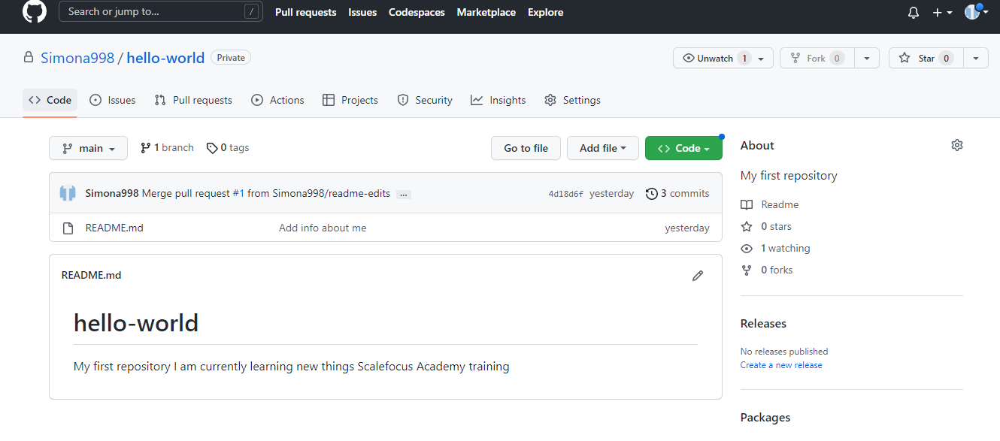 Search or jump to... / Pull requests Issues Codespaces Marketplace Explore
Simona998 / hello-world Private Unwatch 1 Fork 0 Star 0
Code Issues Pull requests Actions Projects Security Insights Settings
main 1 branch 0 tags Go to file Add file Code
Simona998 Merge pull request #1 from Simona998/readme-edits ... 4d18d6f yesterday 3 commits
README.md Add info about me yesterday
README.md
hello-world
My first repository I am currently learning new things Scalefocus Academy training
About
My first repository
Readme
0 stars
1 watching
0 forks
Releases
No releases published
Create a new release
Packages